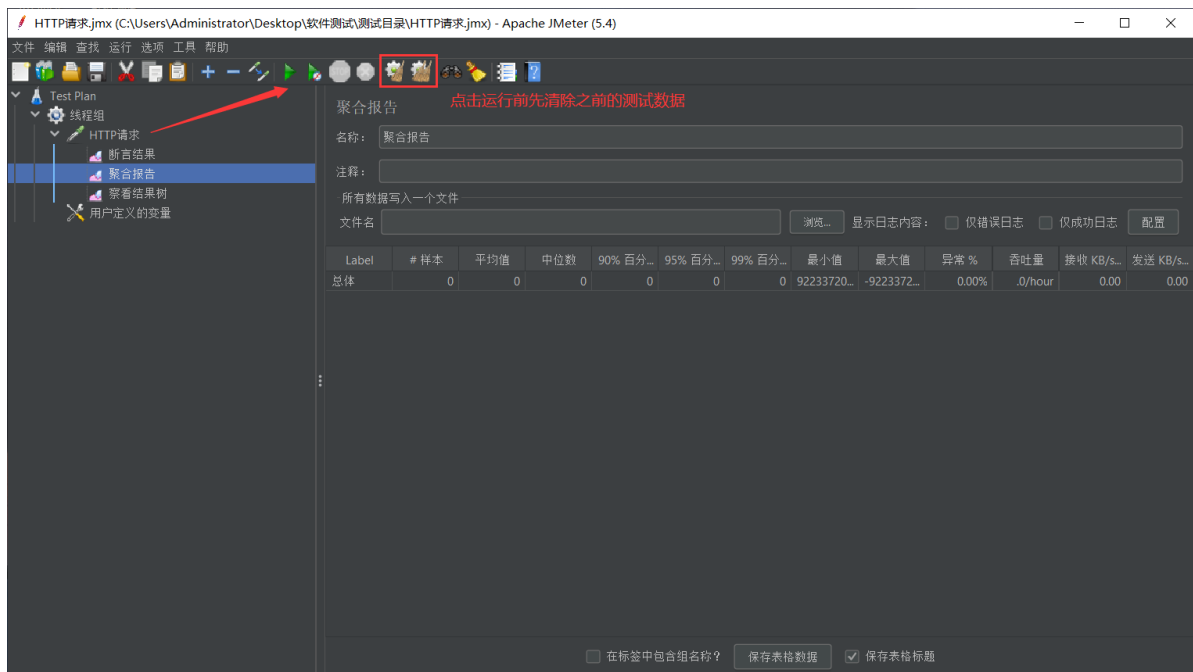 HTTP请求.jmx (C:\Users\Administrator\Desktop\软件测试\测试目录\HTTP请求.jmx) - Apache JMeter (5.4)
文件 编辑 查找 运行 选项 工具 帮助
Test Plan
线程组
HTTP请求
断言结果
聚合报告
察看结果树
用户定义的变量
点击运行前先清除之前的测试数据
聚合报告
名称： 聚合报告
注释：
所有数据写入一个文件
文件名 浏览... 显示日志内容： 仅错误日志 仅成功日志 配置
Label # 样本 平均值 中位数 90% 百分... 95% 百分... 99% 百分... 最小值 最大值 异常 % 吞吐量 接收 KB/s... 发送 KB/s...
总体 0 0 0 0 0 0 92233720... -9223372... 0.00% .0/hour 0.00 0.00
在标签中包含组名称？ 保存表格数据 保存表格标题